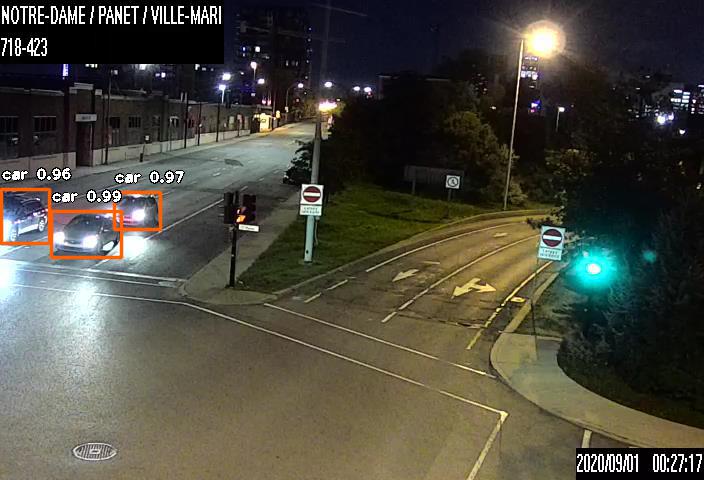 NOTRE-DAME / PANET / VILLE-MARI
718-423
car 0.96
car 0.99
car 0.97
2020/09/01 00:27:17